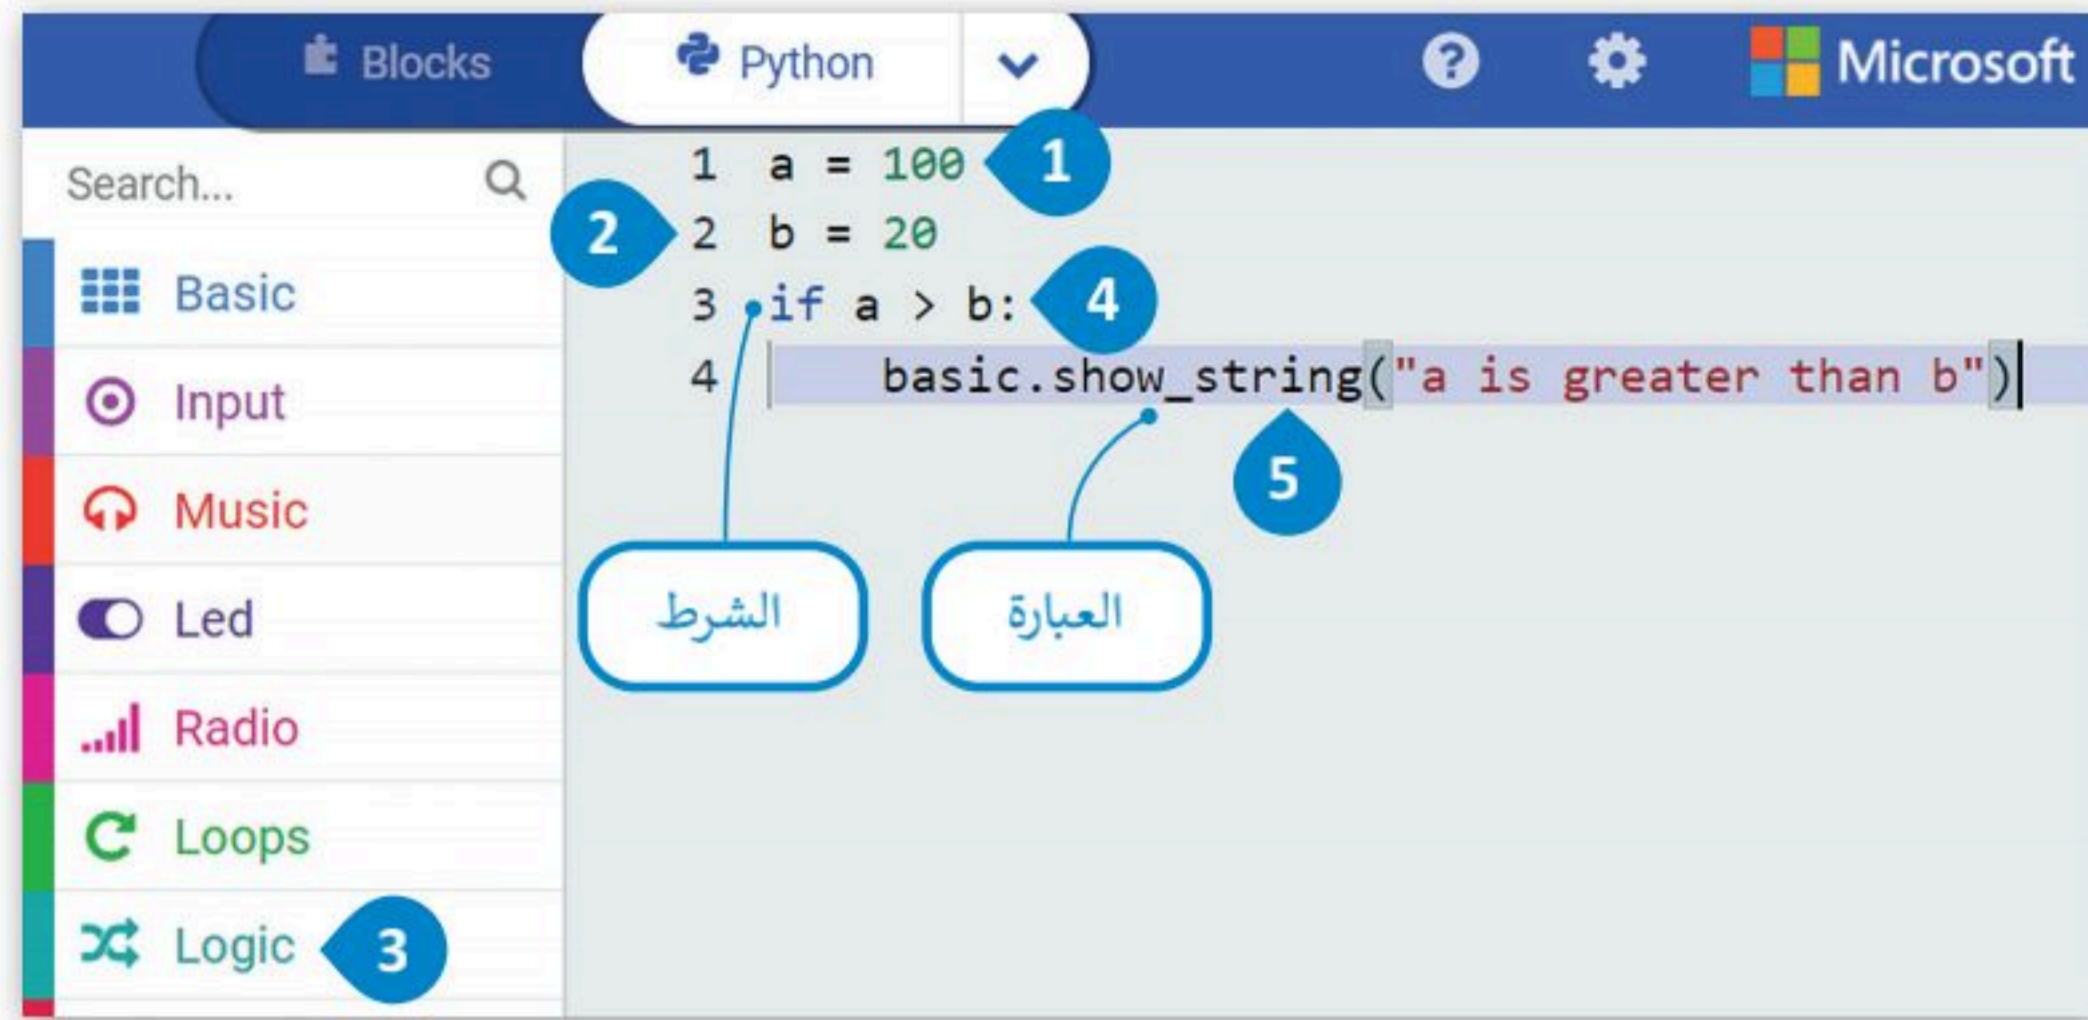 Blocks Python Microsoft
Search...
Basic
Input
Music
Led
Radio
Loops
Logic 3
1 a = 100 1
2 2 b = 20
3 if a > b: 4
4 basic.show_string("a is greater than b")
5
الشرط
العبارة